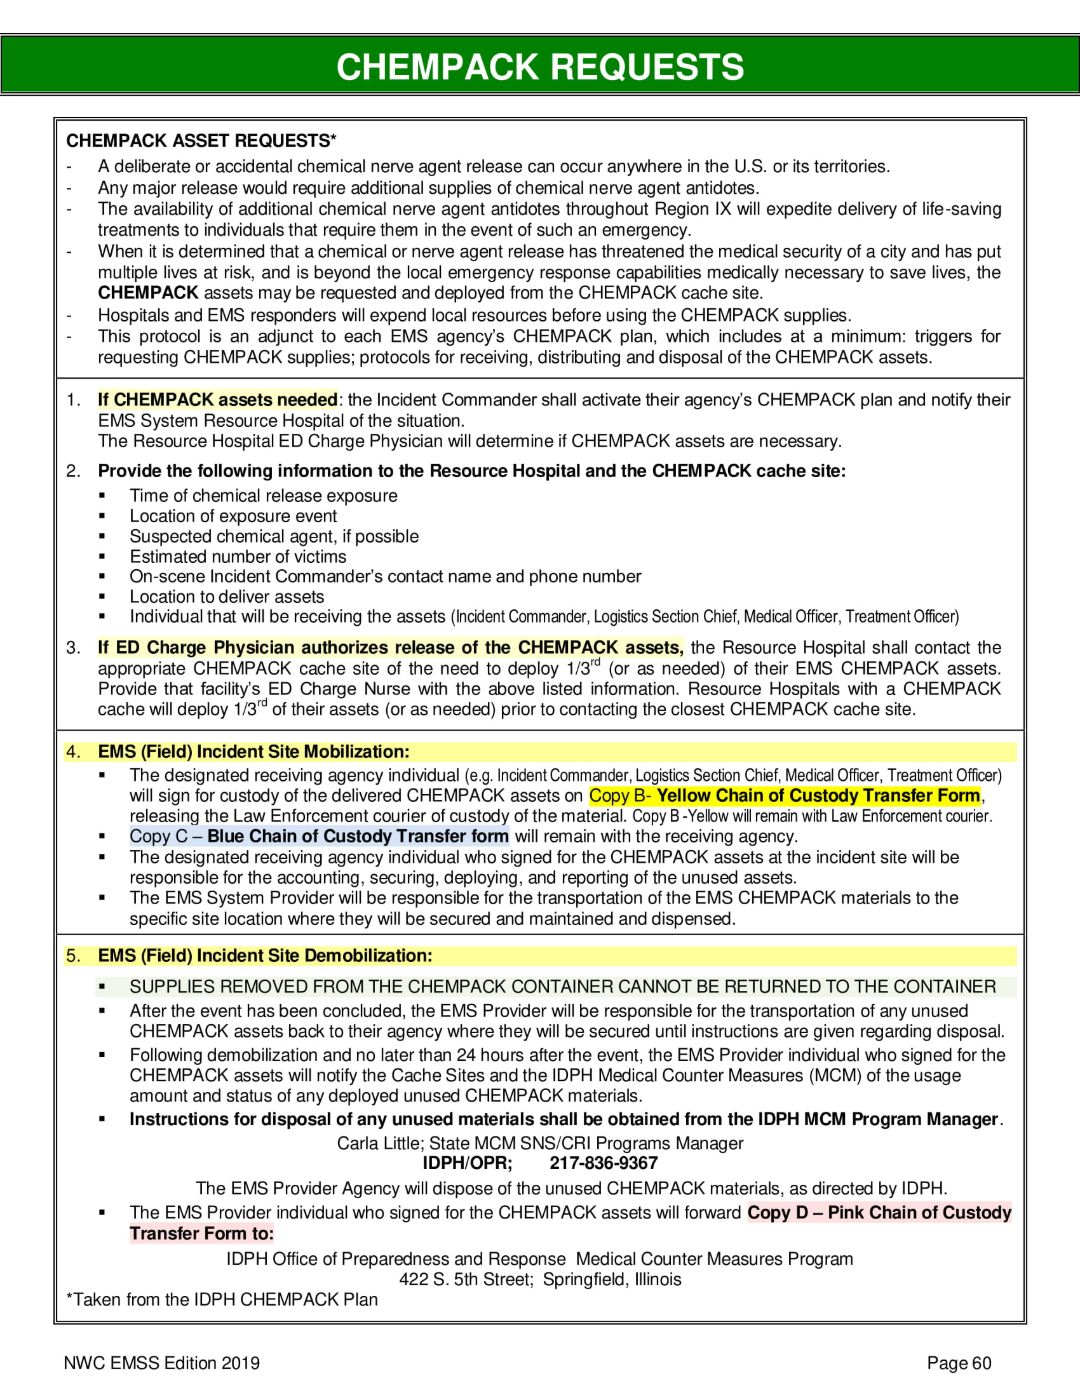 CHEMPACK REQUESTS
CHEMPACK ASSET REQUESTS*
- A deliberate or accidental chemical nerve agent release can occur anywhere in the U.S. or its territories.
- Any major release would require additional supplies of chemical nerve agent antidotes.
- The availability of additional chemical nerve agent antidotes throughout Region IX will expedite delivery of life-saving
treatments to individuals that require them in the event of such an emergency.
- When it is determined that a chemical or nerve agent release has threatened the medical security of a city and has put
multiple lives at risk, and is beyond the local emergency response capabilities medically necessary to save lives, the
CHEMPACK assets may be requested and deployed from the CHEMPACK cache site.
- Hospitals and EMS responders will expend local resources before using the CHEMPACK supplies.
- This protocol is an adjunct to each EMS agency's CHEMPACK plan, which includes at a minimum: triggers for
requesting CHEMPACK supplies; protocols for receiving, distributing and disposal of the CHEMPACK assets.
1. If CHEMPACK assets needed: the Incident Commander shall activate their agency's CHEMPACK plan and notify their
EMS System Resource Hospital of the situation.
The Resource Hospital ED Charge Physician will determine if CHEMPACK assets are necessary.
2. Provide the following information to the Resource Hospital and the CHEMPACK cache site:
▪ Time of chemical release exposure
▪ Location of exposure event
▪ Suspected chemical agent, if possible
▪ Estimated number of victims
▪ On-scene Incident Commander's contact name and phone number
▪ Location to deliver assets
▪ Individual that will be receiving the assets (Incident Commander, Logistics Section Chief, Medical Officer, Treatment Officer)
3. If ED Charge Physician authorizes release of the CHEMPACK assets, the Resource Hospital shall contact the
appropriate CHEMPACK cache site of the need to deploy 1/3rd (or as needed) of their EMS CHEMPACK assets.
Provide that facility's ED Charge Nurse with the above listed information. Resource Hospitals with a CHEMPACK
cache will deploy 1/3rd of their assets (or as needed) prior to contacting the closest CHEMPACK cache site.
4. EMS (Field) Incident Site Mobilization:
▪ The designated receiving agency individual (e.g. Incident Commander, Logistics Section Chief, Medical Officer, Treatment Officer)
will sign for custody of the delivered CHEMPACK assets on Copy B- Yellow Chain of Custody Transfer Form,
releasing the Law Enforcement courier of custody of the material. Copy B -Yellow will remain with Law Enforcement courier.
▪ Copy C – Blue Chain of Custody Transfer form will remain with the receiving agency.
▪ The designated receiving agency individual who signed for the CHEMPACK assets at the incident site will be
responsible for the accounting, securing, deploying, and reporting of the unused assets.
▪ The EMS System Provider will be responsible for the transportation of the EMS CHEMPACK materials to the
specific site location where they will be secured and maintained and dispensed.
5. EMS (Field) Incident Site Demobilization:
▪ SUPPLIES REMOVED FROM THE CHEMPACK CONTAINER CANNOT BE RETURNED TO THE CONTAINER
▪ After the event has been concluded, the EMS Provider will be responsible for the transportation of any unused
CHEMPACK assets back to their agency where they will be secured until instructions are given regarding disposal.
▪ Following demobilization and no later than 24 hours after the event, the EMS Provider individual who signed for the
CHEMPACK assets will notify the Cache Sites and the IDPH Medical Counter Measures (MCM) of the usage
amount and status of any deployed unused CHEMPACK materials.
▪ Instructions for disposal of any unused materials shall be obtained from the IDPH MCM Program Manager.
Carla Little; State MCM SNS/CRI Programs Manager
IDPH/OPR; 217-836-9367
The EMS Provider Agency will dispose of the unused CHEMPACK materials, as directed by IDPH.
▪ The EMS Provider individual who signed for the CHEMPACK assets will forward Copy D – Pink Chain of Custody
Transfer Form to:
IDPH Office of Preparedness and Response Medical Counter Measures Program
422 S. 5th Street; Springfield, Illinois
*Taken from the IDPH CHEMPACK Plan
NWC EMSS Edition 2019
Page 60